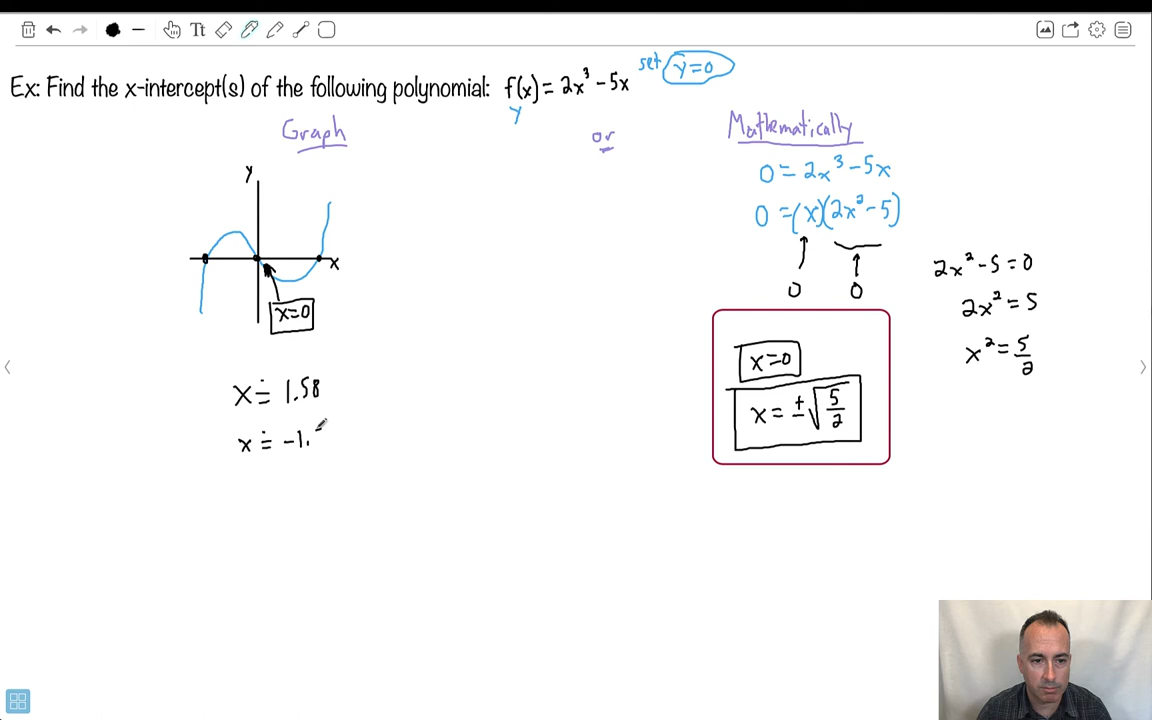 Tt
Ex: Find the x-intercept(s) of the following polynomial: f(x) = 2x³ - 5x
set y=0
y
Graph
or
Mathematically
y
x
x=0
x ≐ 1.58
x ≐ -1.
0 = 2x³ - 5x
0 = (x)(2x² - 5)
0 0
2x² - 5 = 0
2x² = 5
x² = 5/2
x=0
x = ±√5/2